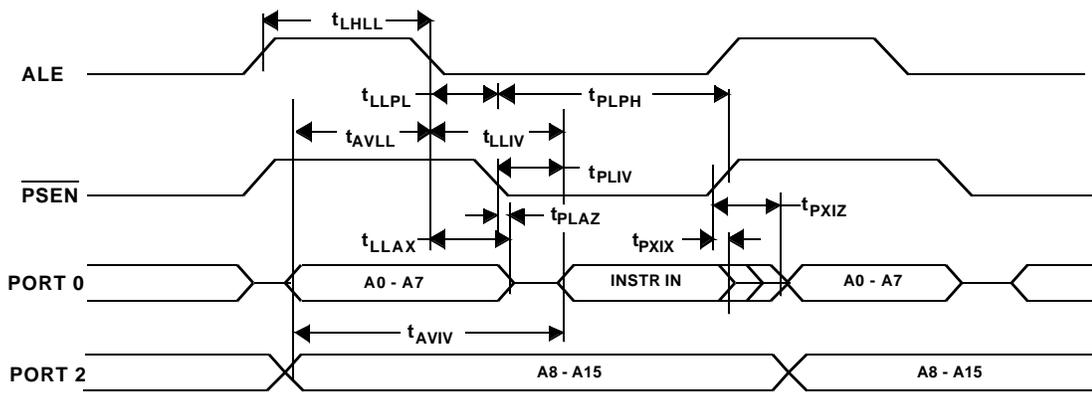 tLHLL
ALE
tLLPL
tPLPH
tAVLL
tLLIV
tPLIV
PSEN
tPLAZ
tPXIZ
tLLAX
tPXIX
PORT 0
A0 - A7
INSTR IN
A0 - A7
tAVIV
PORT 2
A8 - A15
A8 - A15